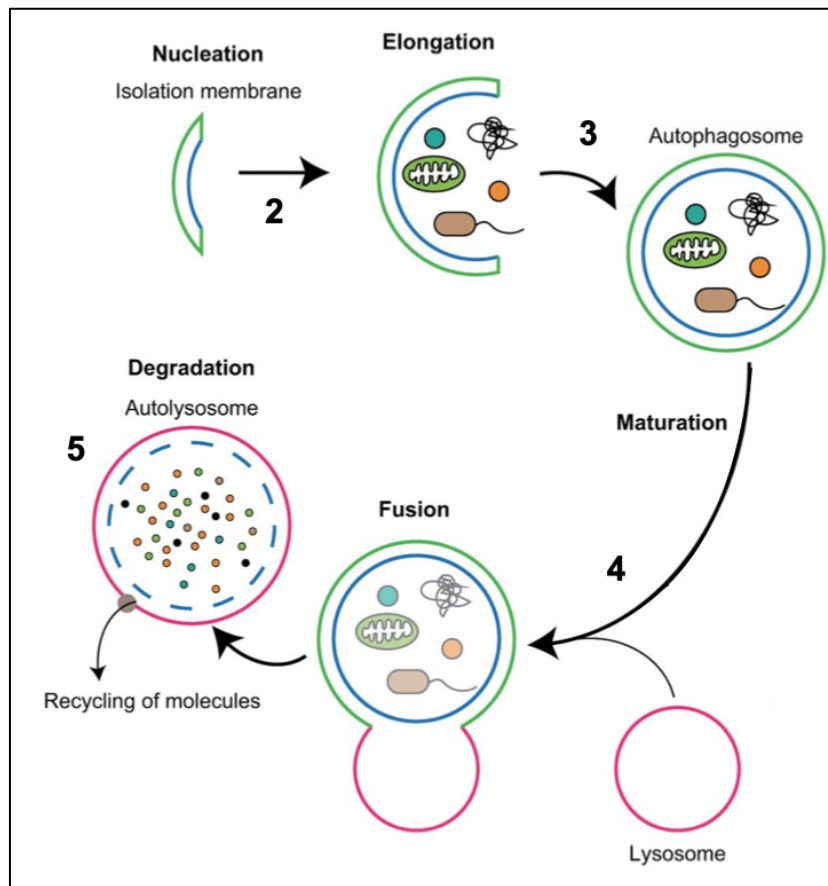 Nucleation
Isolation membrane
2
Elongation
3
Autophagosome
Maturation
4
Lysosome
Fusion
Degradation
Autolysosome
5
Recycling of molecules